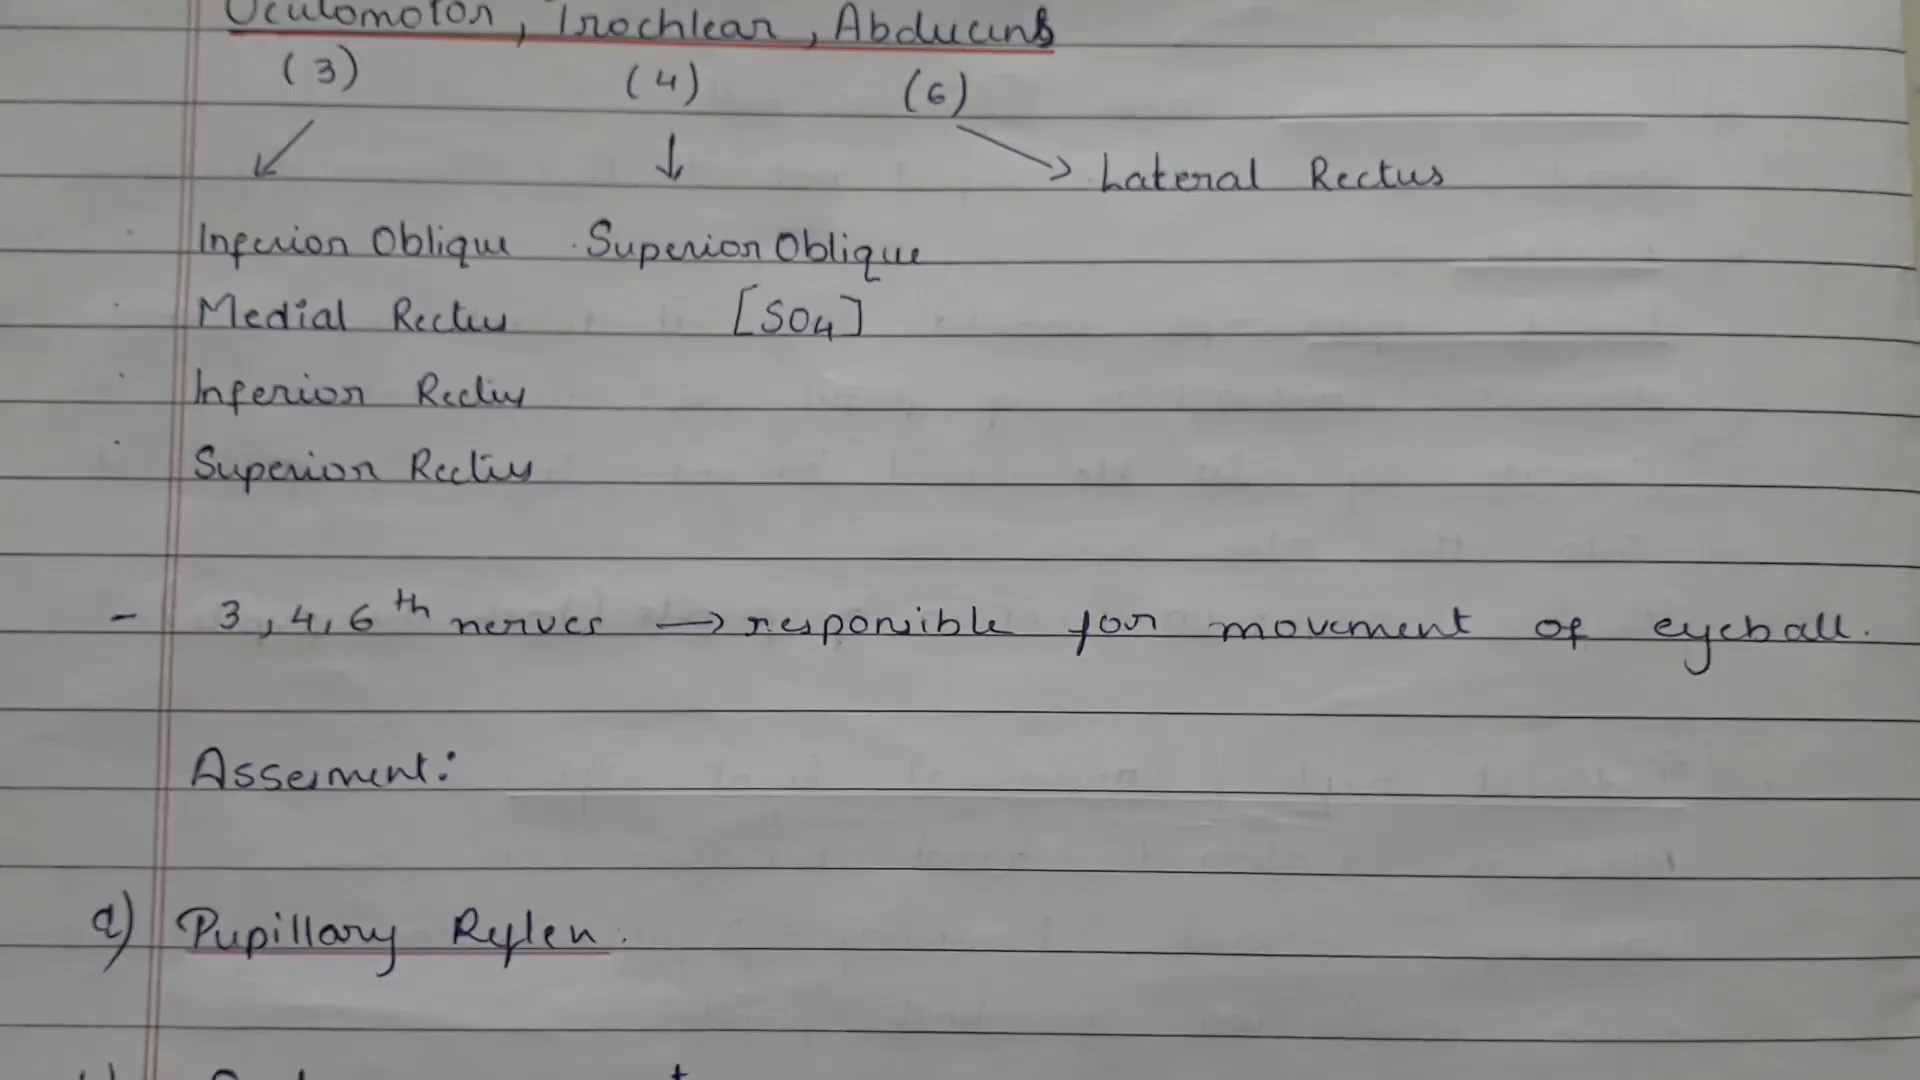 Oculomotor, Trochlear, Abducens
(3) (4) (6)
Lateral Rectus
Inferior Oblique Superior Oblique
Medial Rectus [SO4]
Inferior Rectus
Superior Rectus
- 3, 4, 6th nerves → responsible for movement of eyeball.
Assessment:
a) Pupillary Reflex.